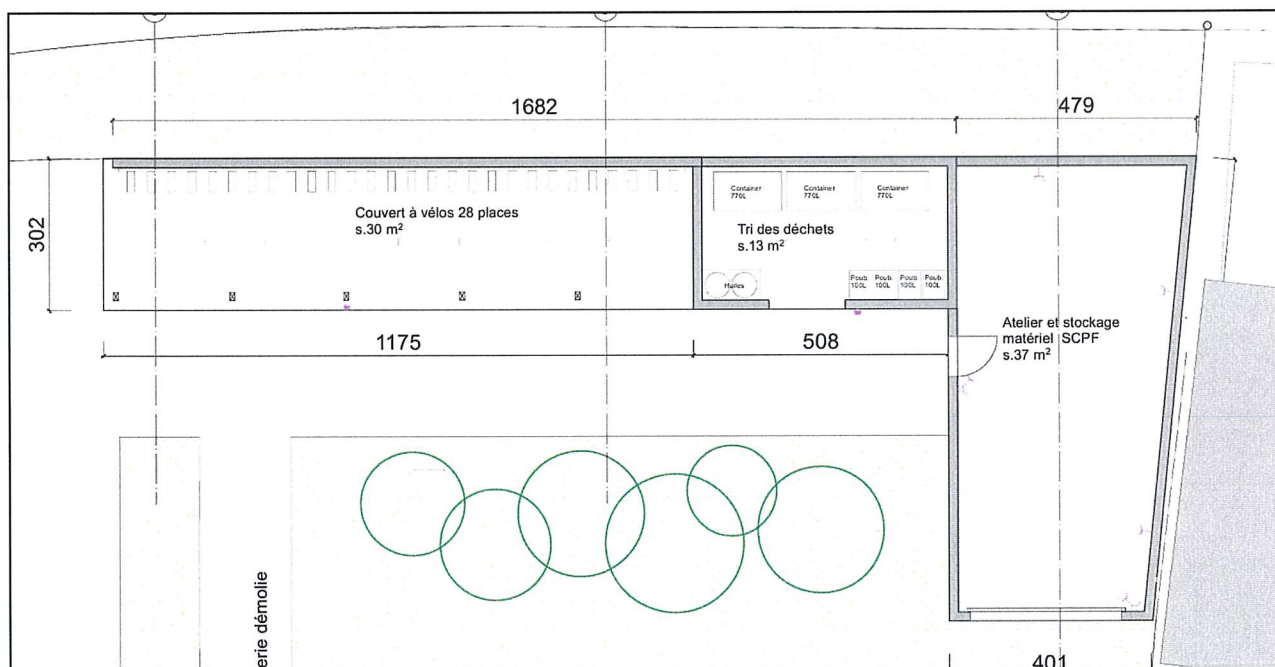 1682
479
302
Couvert à vélos 28 places
s.30 m²
Container
770L
Container
770L
Container
770L
Tri des déchets
s.13 m²
Huiles
Poub.
100L
Poub.
100L
Poub.
100L
Poub.
100L
Atelier et stockage
matériel SCPF
s.37 m²
1175
508
erie démolie
401